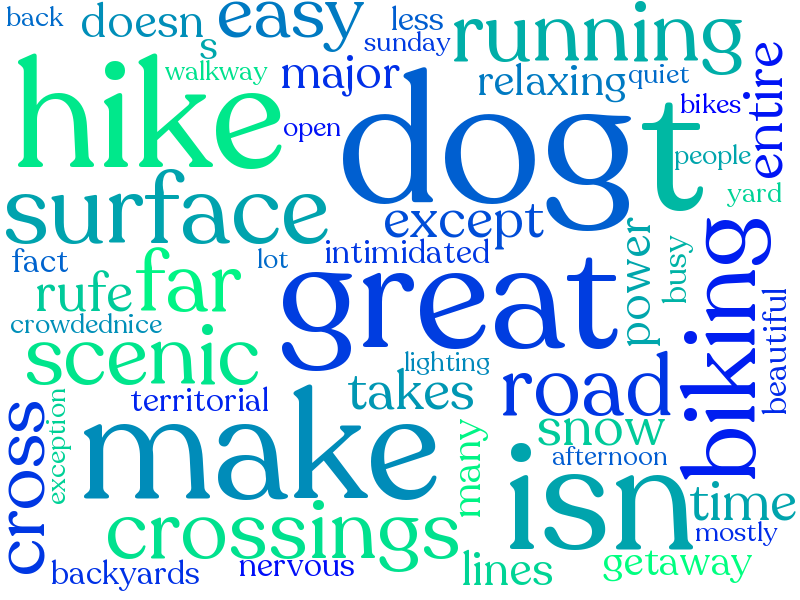 back
doesn
easy
less
running
s
sunday
walkway
major
relaxing
quiet
entire
hike
open
dog
t
bikes
people
yard
surface
except
fact
lot
intimidated
power
busy
biking
rufe
far
great
beautiful
crowdednice
scenic
lighting
takes
road
territorial
exception
cross
make
many
snow
afternoon
isn
time
crossings
mostly
backyards
nervous
lines
getaway